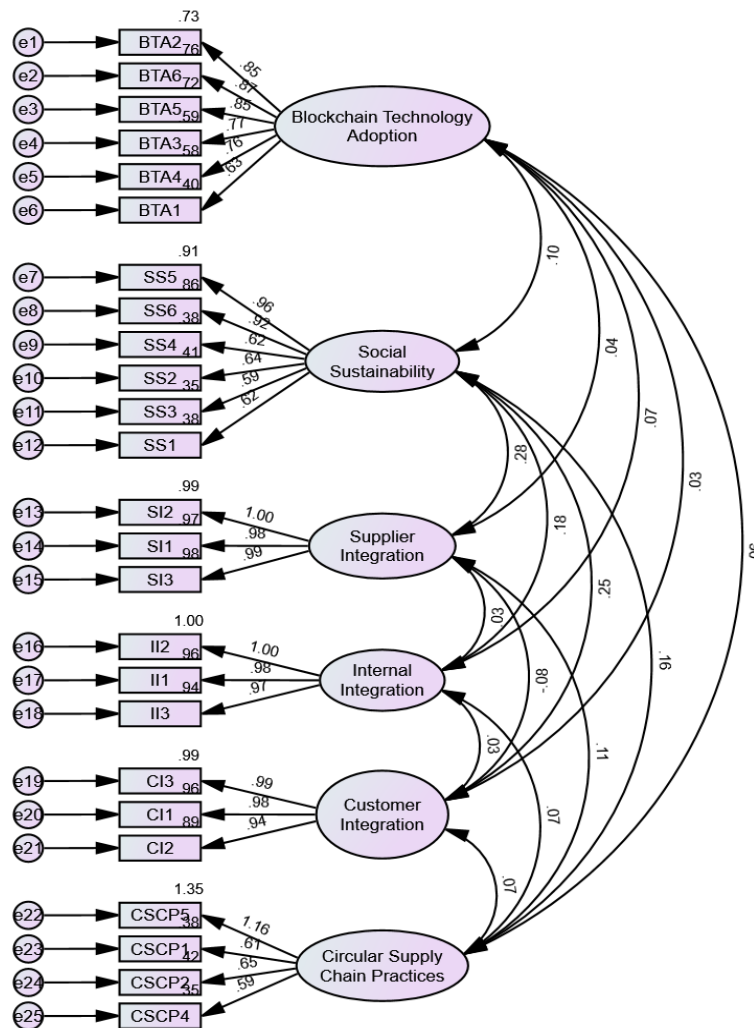 .73
e1 BTA2 .85
.76
e2 BTA6 .87
.72
e3 BTA5 .85
.59
e4 BTA3 .77
.58
e5 BTA4 .76
.40
e6 BTA1 .63
Blockchain Technology
Adoption
.10
.91
e7 SS5 .96
.86
e8 SS6 .92
.38
e9 SS4 .62
.41
e10 SS2 .64
.35
e11 SS3 .59
.38
e12 SS1 .62
Social
Sustainability
.04
.07
.03
.28
.18
.25
.16
.99
e13 SI2 1.00
.97
e14 SI1 .98
.98
e15 SI3 .99
Supplier
Integration
.03
-.08
.11
1.00
e16 II2 1.00
.96
e17 II1 .98
.94
e18 II3 .97
Internal
Integration
.03
.07
.99
e19 CI3 .99
.96
e20 CI1 .98
.89
e21 CI2 .94
Customer
Integration
.07
1.35
e22 CSCP5 1.16
.38
e23 CSCP1 .61
.42
e24 CSCP2 .65
.35
e25 CSCP4 .59
Circular Supply
Chain Practices